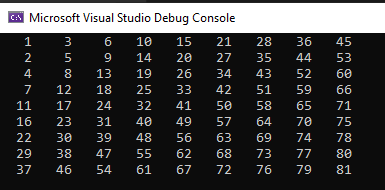 Microsoft Visual Studio Debug Console
1 3 6 10 15 21 28 36 45
2 5 9 14 20 27 35 44 53
4 8 13 19 26 34 43 52 60
7 12 18 25 33 42 51 59 66
11 17 24 32 41 50 58 65 71
16 23 31 40 49 57 64 70 75
22 30 39 48 56 63 69 74 78
29 38 47 55 62 68 73 77 80
37 46 54 61 67 72 76 79 81